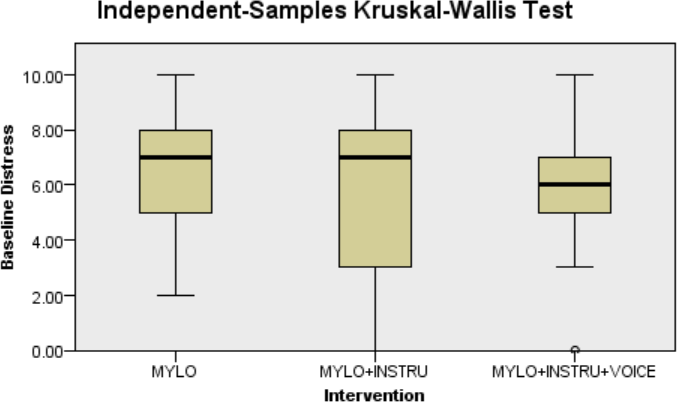 Independent-Samples Kruskal-Wallis Test
10.00
8.00
6.00
4.00
2.00
0.00
Baseline Distress
MYLO
MYLO+INSTRU
MYLO+INSTRU+VOICE
Intervention